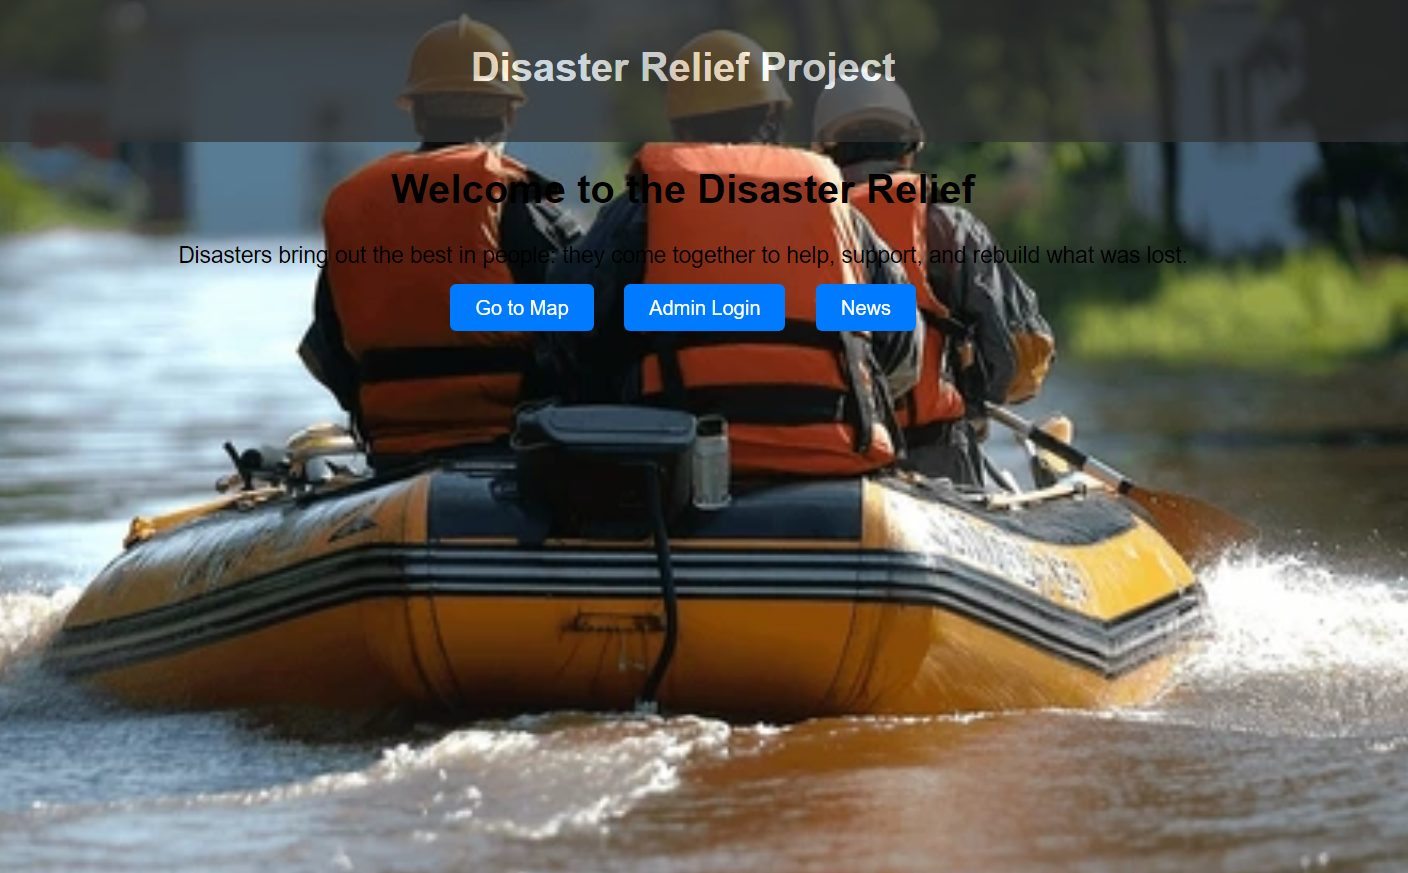 Disaster Relief Project
Welcome to the Disaster Relief
Disasters bring out the best in people: they come together to help, support, and rebuild what was lost.
Go to Map
Admin Login
News